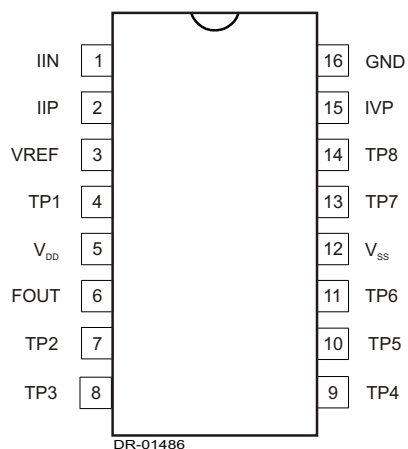 IIN 1 16 GND
IIP 2 15 IVP
VREF 3 14 TP8
TP1 4 13 TP7
VDD 5 12 VSS
FOUT 6 11 TP6
TP2 7 10 TP5
TP3 8 9 TP4
DR-01486